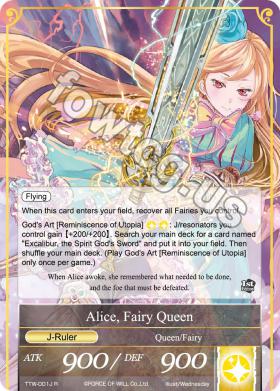 fowtcg.us
Flying
When this card enters your field, recover all Fairies you control.
God's Art [Reminiscence of Utopia] : J/resonators you
control gain [+200/+200]. Search your main deck for a card named
"Excalibur, the Spirit God's Sword" and put it into your field. Then
shuffle your main deck. (Play God's Art [Reminiscence of Utopia]
only once per game.)
When Alice awoke, she remembered what needed to be done,
and the foe that must be defeated.
1st
Edition
Alice, Fairy Queen
J-Ruler
Queen/Fairy
ATK 900/ DEF 900
TTW-001J R
©FORCE OF WILL Co.,Ltd.
Illust/Wednesday